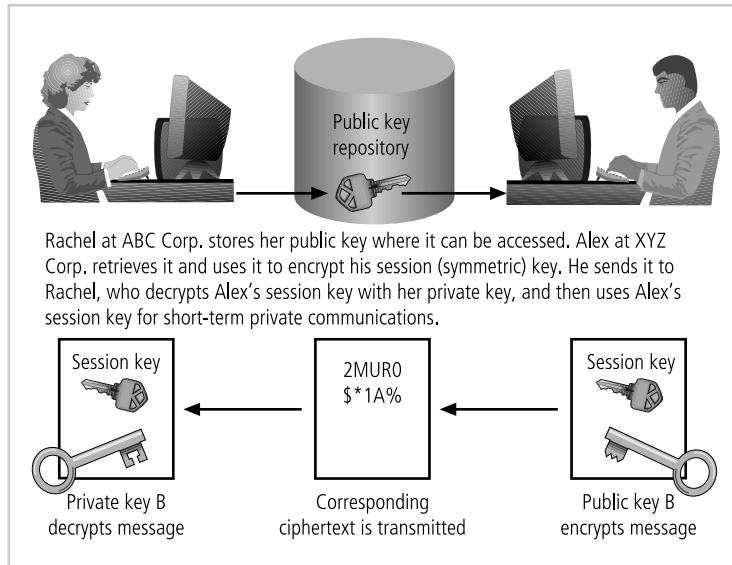 Public key
repository
Rachel at ABC Corp. stores her public key where it can be accessed. Alex at XYZ
Corp. retrieves it and uses it to encrypt his session (symmetric) key. He sends it to
Rachel, who decrypts Alex's session key with her private key, and then uses Alex's
session key for short-term private communications.
Session key
2MUR0
$*1A%
Session key
Private key B
decrypts message
Corresponding
ciphertext is transmitted
Public key B
encrypts message